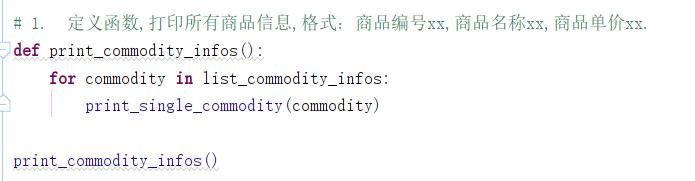 # 1.  定义函数,打印所有商品信息,格式：商品编号xx,商品名称xx,商品单价xx.
def print_commodity_infos():
    for commodity in list_commodity_infos:
        print_single_commodity(commodity)
print_commodity_infos()